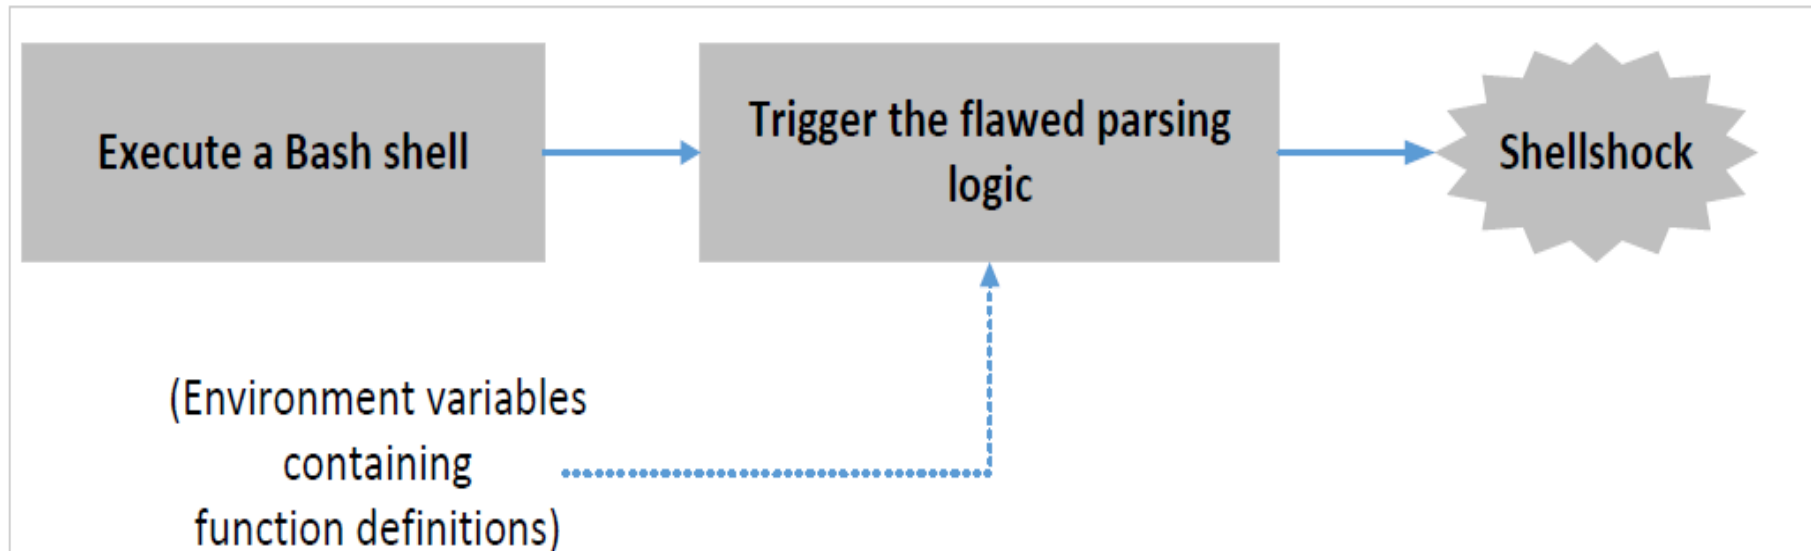 Execute a Bash shell
Trigger the flawed parsing
logic
Shellshock
(Environment variables
containing
function definitions)